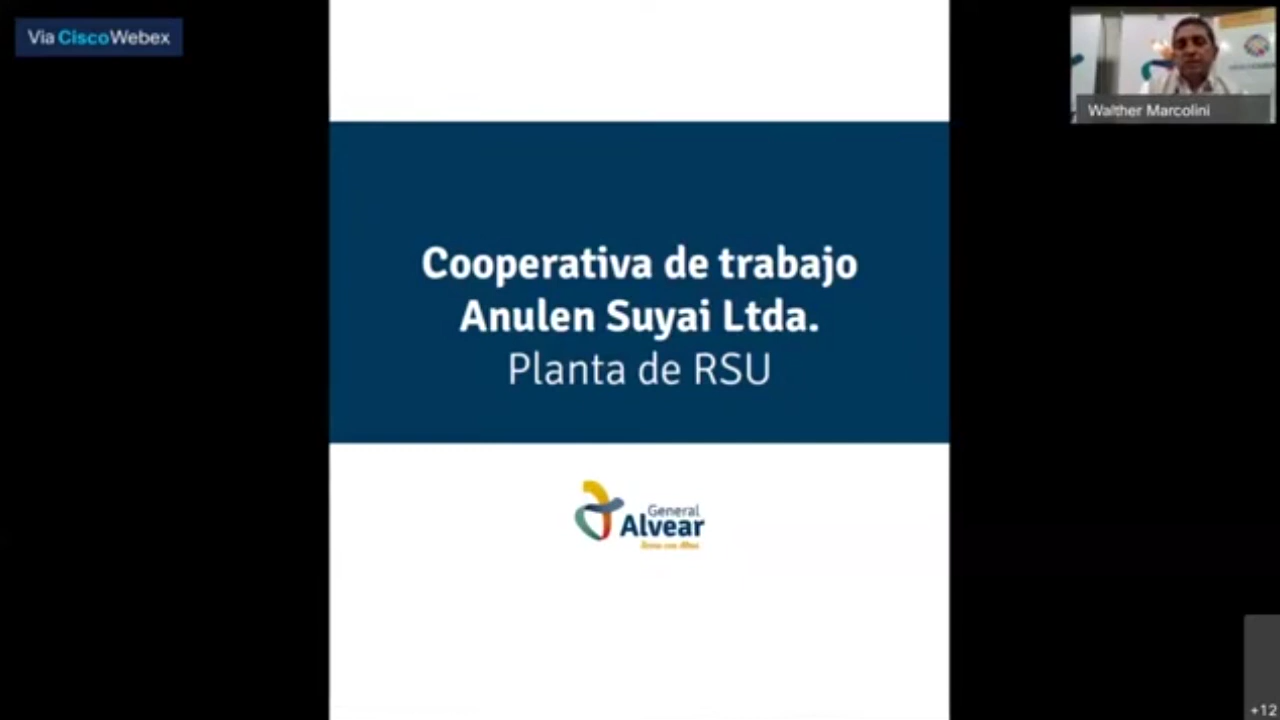 Via Cisco Webex
Walther Marcolini
Cooperativa de trabajo
Anulen Suyai Ltda.
Planta de RSU
General
Alvear
+12